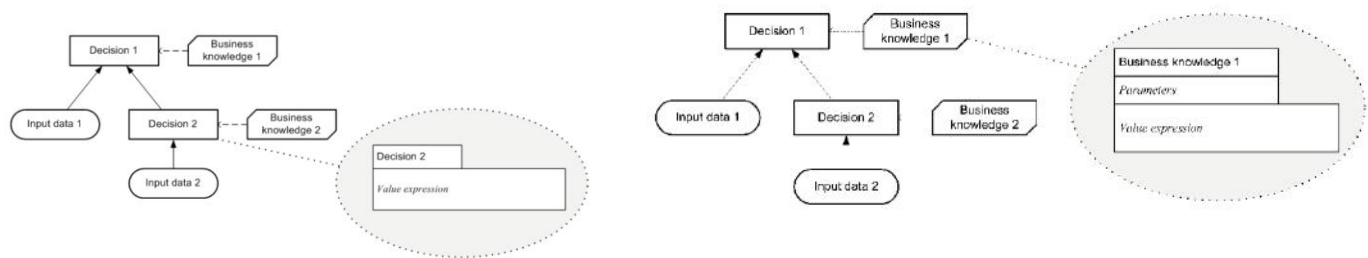 Decision 1
Business
knowledge 1
Input data 1
Decision 2
Business
knowledge 2
Input data 2
Decision 2
Value expression
Decision 1
Business
knowledge 1
Input data 1
Decision 2
Business
knowledge 2
Input data 2
Business knowledge 1
Parameters
Value expression